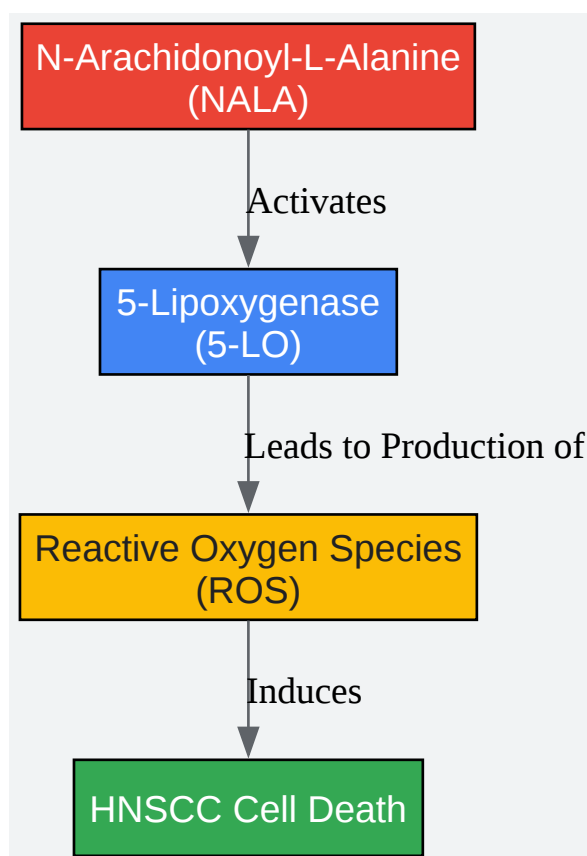 N-Arachidonoyl-L-Alanine
(NALA)
Activates
5-Lipoxygenase
(5-LO)
Leads to Production of
Reactive Oxygen Species
(ROS)
Induces
HNSCC Cell Death